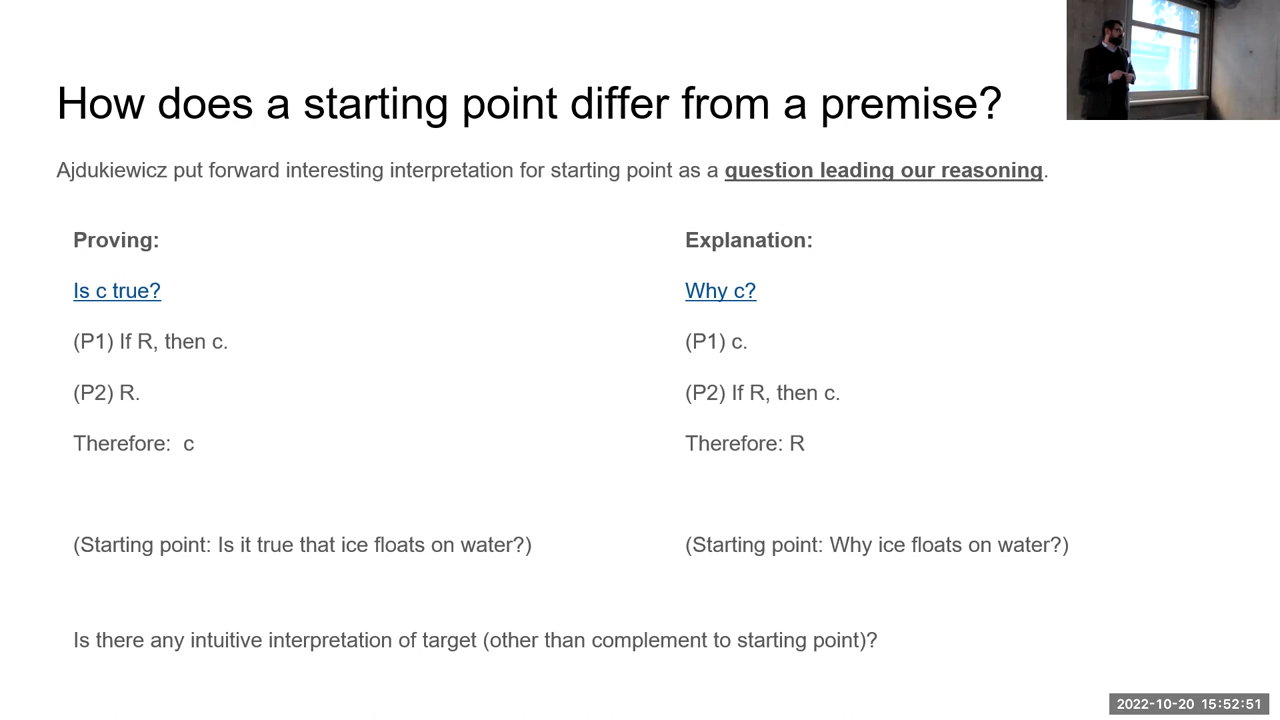 How does a starting point differ from a premise?
Ajdukiewicz put forward interesting interpretation for starting point as a question leading our reasoning.
Proving:
Is c true?
(P1) If R, then c.
(P2) R.
Therefore: c
(Starting point: Is it true that ice floats on water?)
Explanation:
Why c?
(P1) c.
(P2) If R, then c.
Therefore: R
(Starting point: Why ice floats on water?)
Is there any intuitive interpretation of target (other than complement to starting point)?
2022-10-20 15:52:51